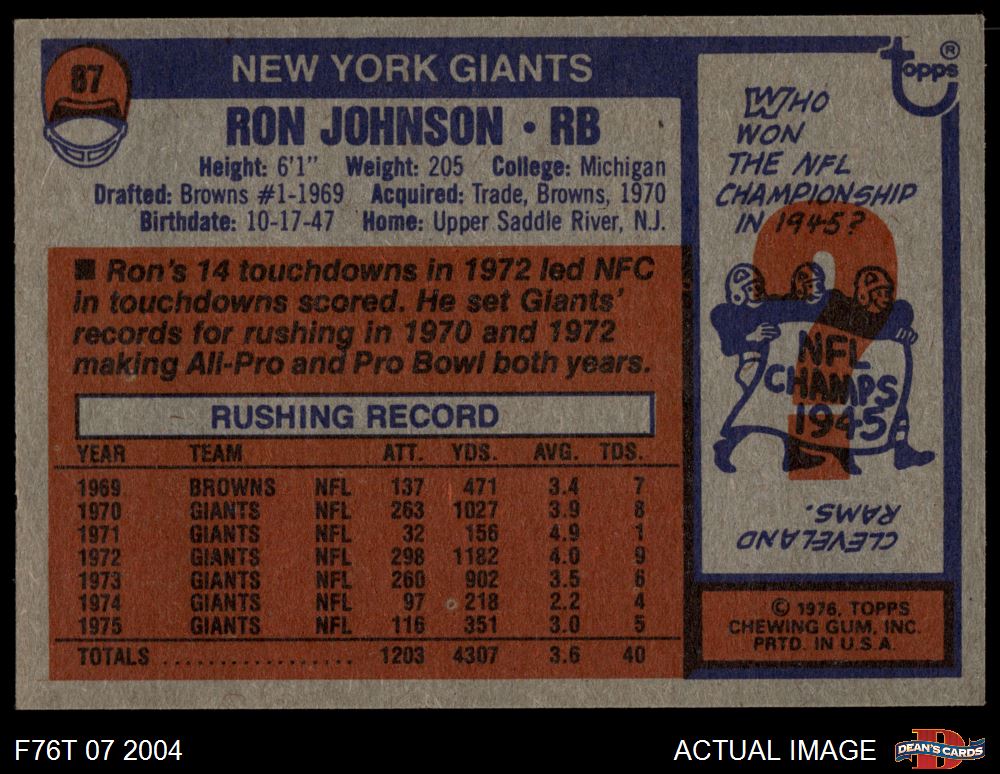 87
NEW YORK GIANTS
RON JOHNSON • RB
Height: 6'1" Weight: 205 College: Michigan
Drafted: Browns #1-1969 Acquired: Trade, Browns, 1970
Birthdate: 10-17-47 Home: Upper Saddle River, N.J.
■ Ron's 14 touchdowns in 1972 led NFC
in touchdowns scored. He set Giants'
records for rushing in 1970 and 1972
making All-Pro and Pro Bowl both years.
RUSHING RECORD
YEAR TEAM ATT. YDS. AVG. TDS.
1969 BROWNS NFL 137 471 3.4 7
1970 GIANTS NFL 263 1027 3.9 8
1971 GIANTS NFL 32 156 4.9 1
1972 GIANTS NFL 298 1182 4.0 9
1973 GIANTS NFL 260 902 3.5 6
1974 GIANTS NFL 97 218 2.2 4
1975 GIANTS NFL 116 351 3.0 5
TOTALS .................. 1203 4307 3.6 40
topps®
WHO
WON
THE NFL
CHAMPIONSHIP
IN 1945?
?
NFL
CHAMPS
1945
CLEVELAND
RAMS.
© 1976, TOPPS
CHEWING GUM, INC.
PRTD. IN U.S.A.
F76T 07 2004
ACTUAL IMAGE
D
DEAN'S CARDS